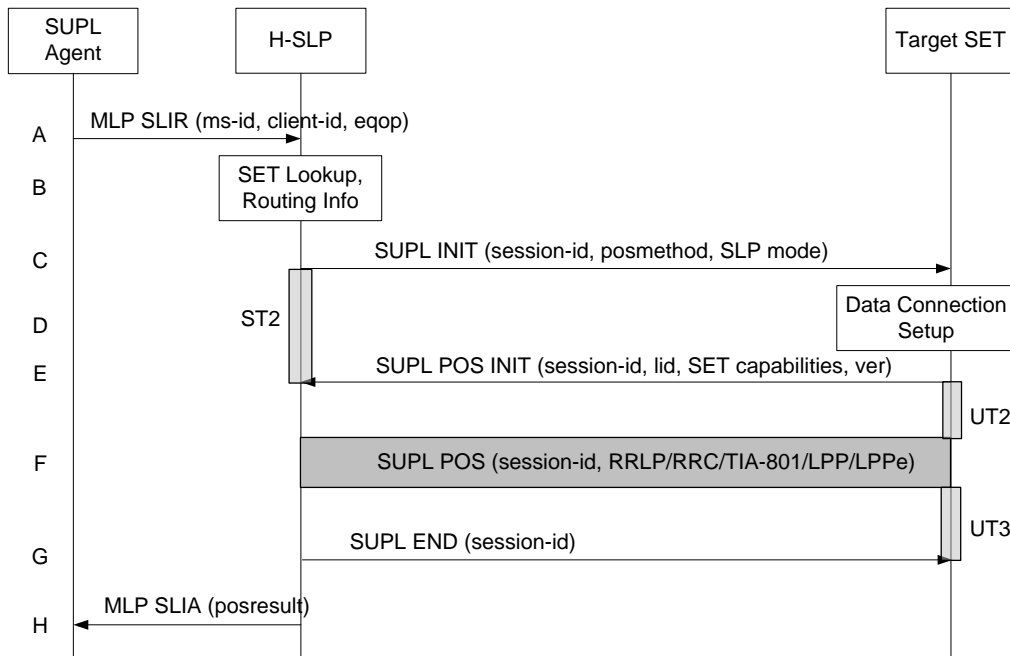 SUPL
Agent
H-SLP
Target SET
A
MLP SLIR (ms-id, client-id, eqop)
B
SET Lookup,
Routing Info
C
SUPL INIT (session-id, posmethod, SLP mode)
ST2
D
Data Connection
Setup
E
SUPL POS INIT (session-id, lid, SET capabilities, ver)
UT2
F
SUPL POS (session-id, RRLP/RRC/TIA-801/LPP/LPPe)
UT3
G
SUPL END (session-id)
H
MLP SLIA (posresult)